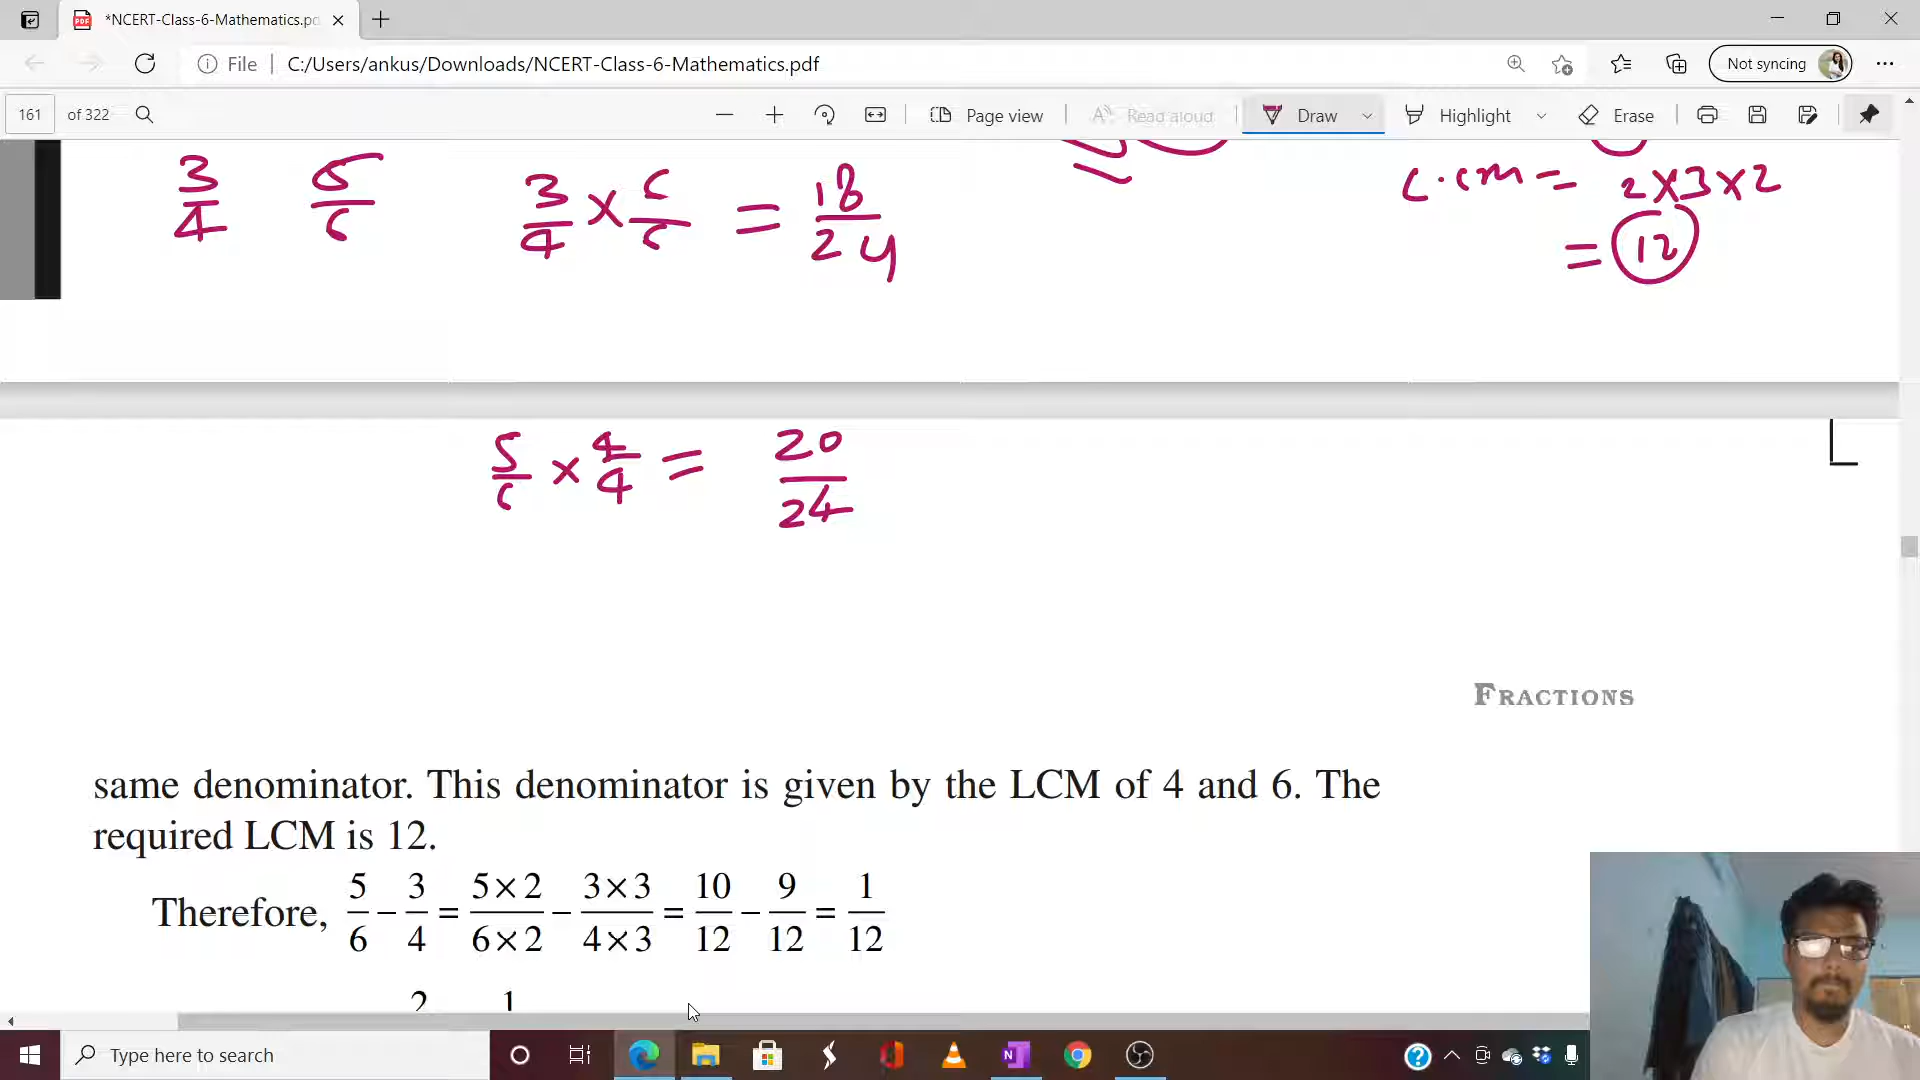 *NCERT-Class-6-Mathematics.pd
File C:/Users/ankus/Downloads/NCERT-Class-6-Mathematics.pdf Not syncing
161 of 322 Page view Read aloud Draw Highlight Erase
3/4 5/6 3/4 × 6/6 = 18/24
L.CM = 2×3×2
= 12
5/6 × 4/4 = 20/24
FRACTIONS
same denominator. This denominator is given by the LCM of 4 and 6. The
required LCM is 12.
Therefore, 5/6 − 3/4 = 5×2/6×2 − 3×3/4×3 = 10/12 − 9/12 = 1/12
2 1
Type here to search